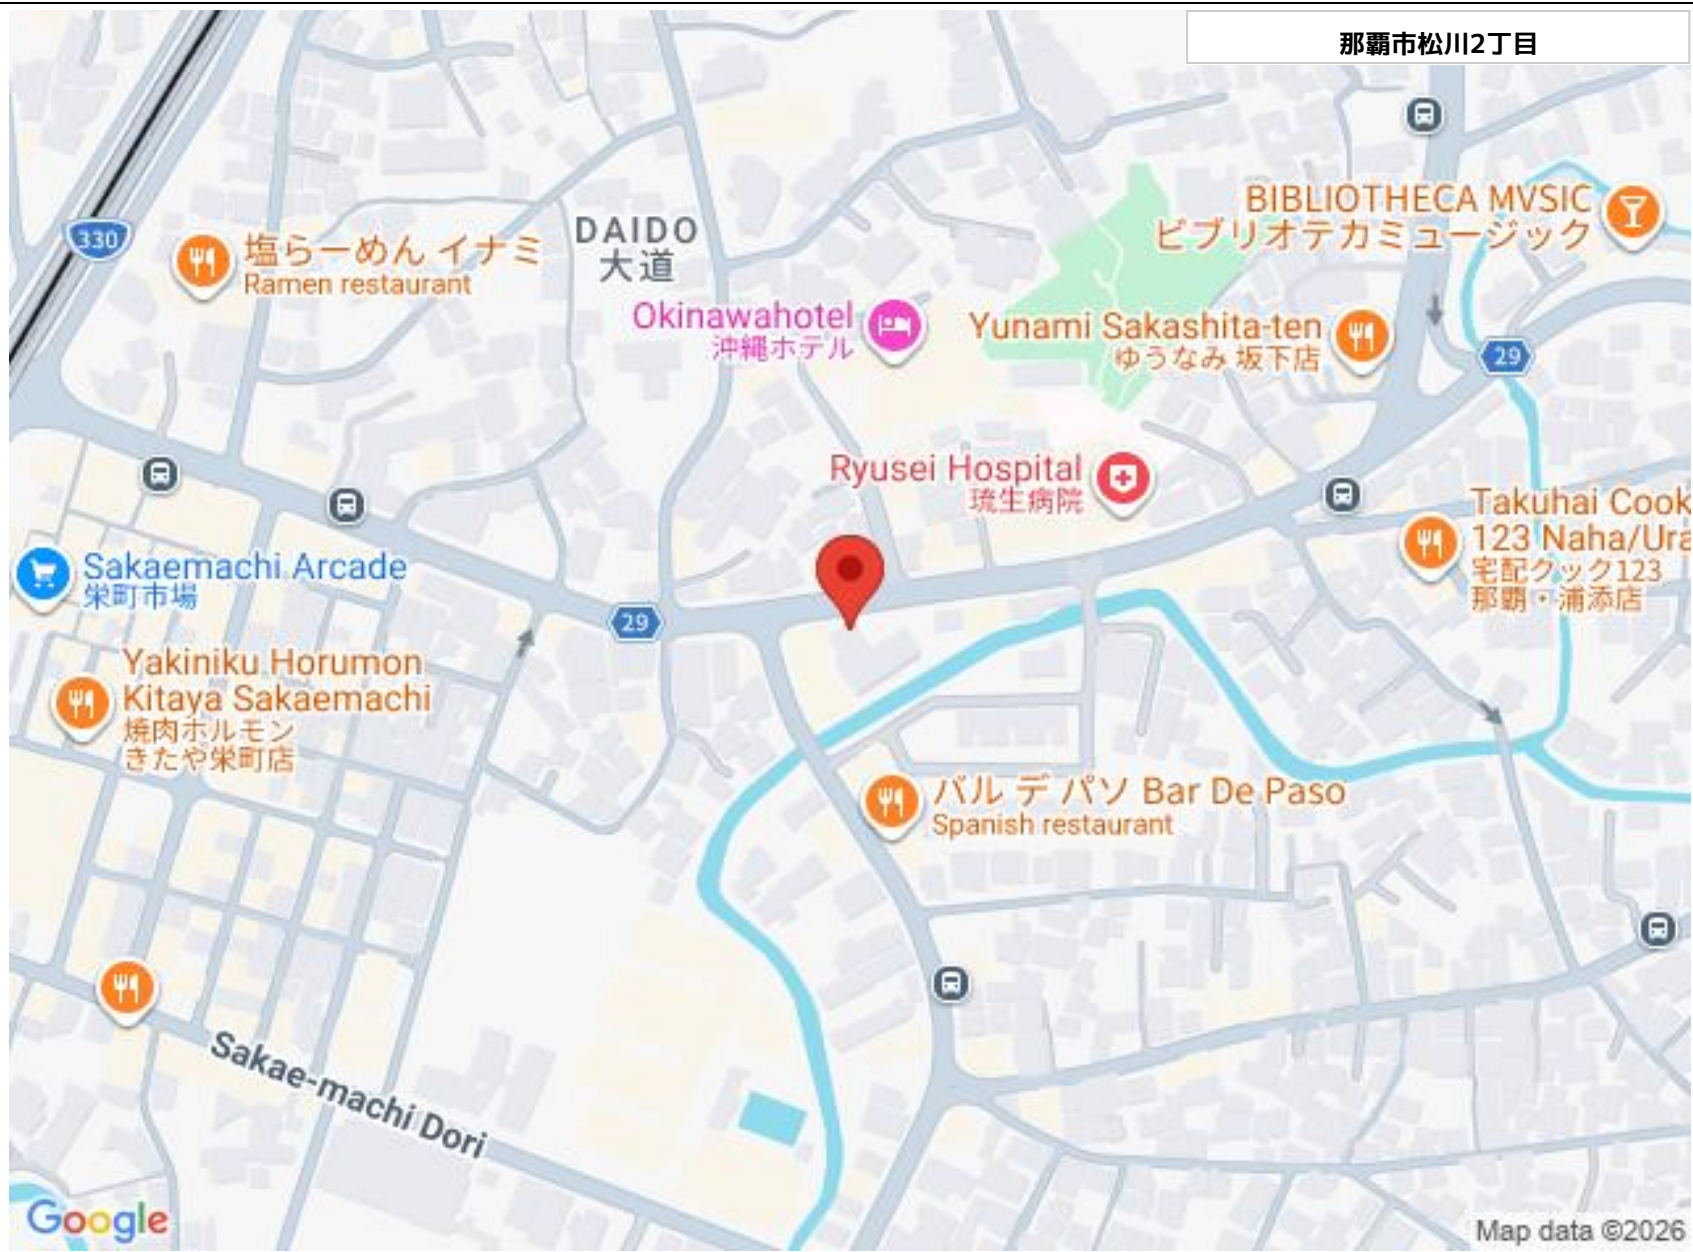 那覇市松川2丁目
BIBLIOTHECA MVSIC
ビブリオテカミュージック
330
塩らーめん イナミ
Ramen restaurant
DAIDO
大道
Okinawahotel
沖縄ホテル
Yunami Sakashita-ten
ゆうなみ 坂下店
29
Ryusei Hospital
琉生病院
Takuhai Cook
123 Naha/Ura
宅配クック123
那覇・浦添店
Sakaemachi Arcade
栄町市場
29
Yakiniku Horumon
Kitaya Sakaemachi
焼肉ホルモン
きたや栄町店
バル デ パソ Bar De Paso
Spanish restaurant
Sakae-machi Dori
Google
Map data ©2026